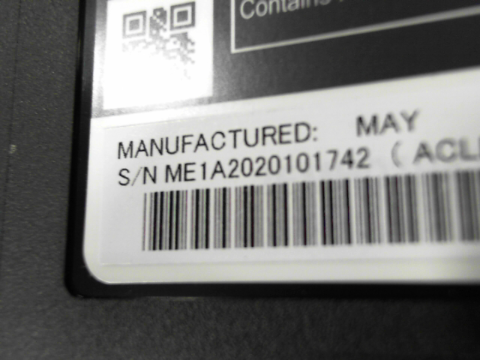 Contains
MANUFACTURED: MAY
S/N ME1A2020101742 ( ACL